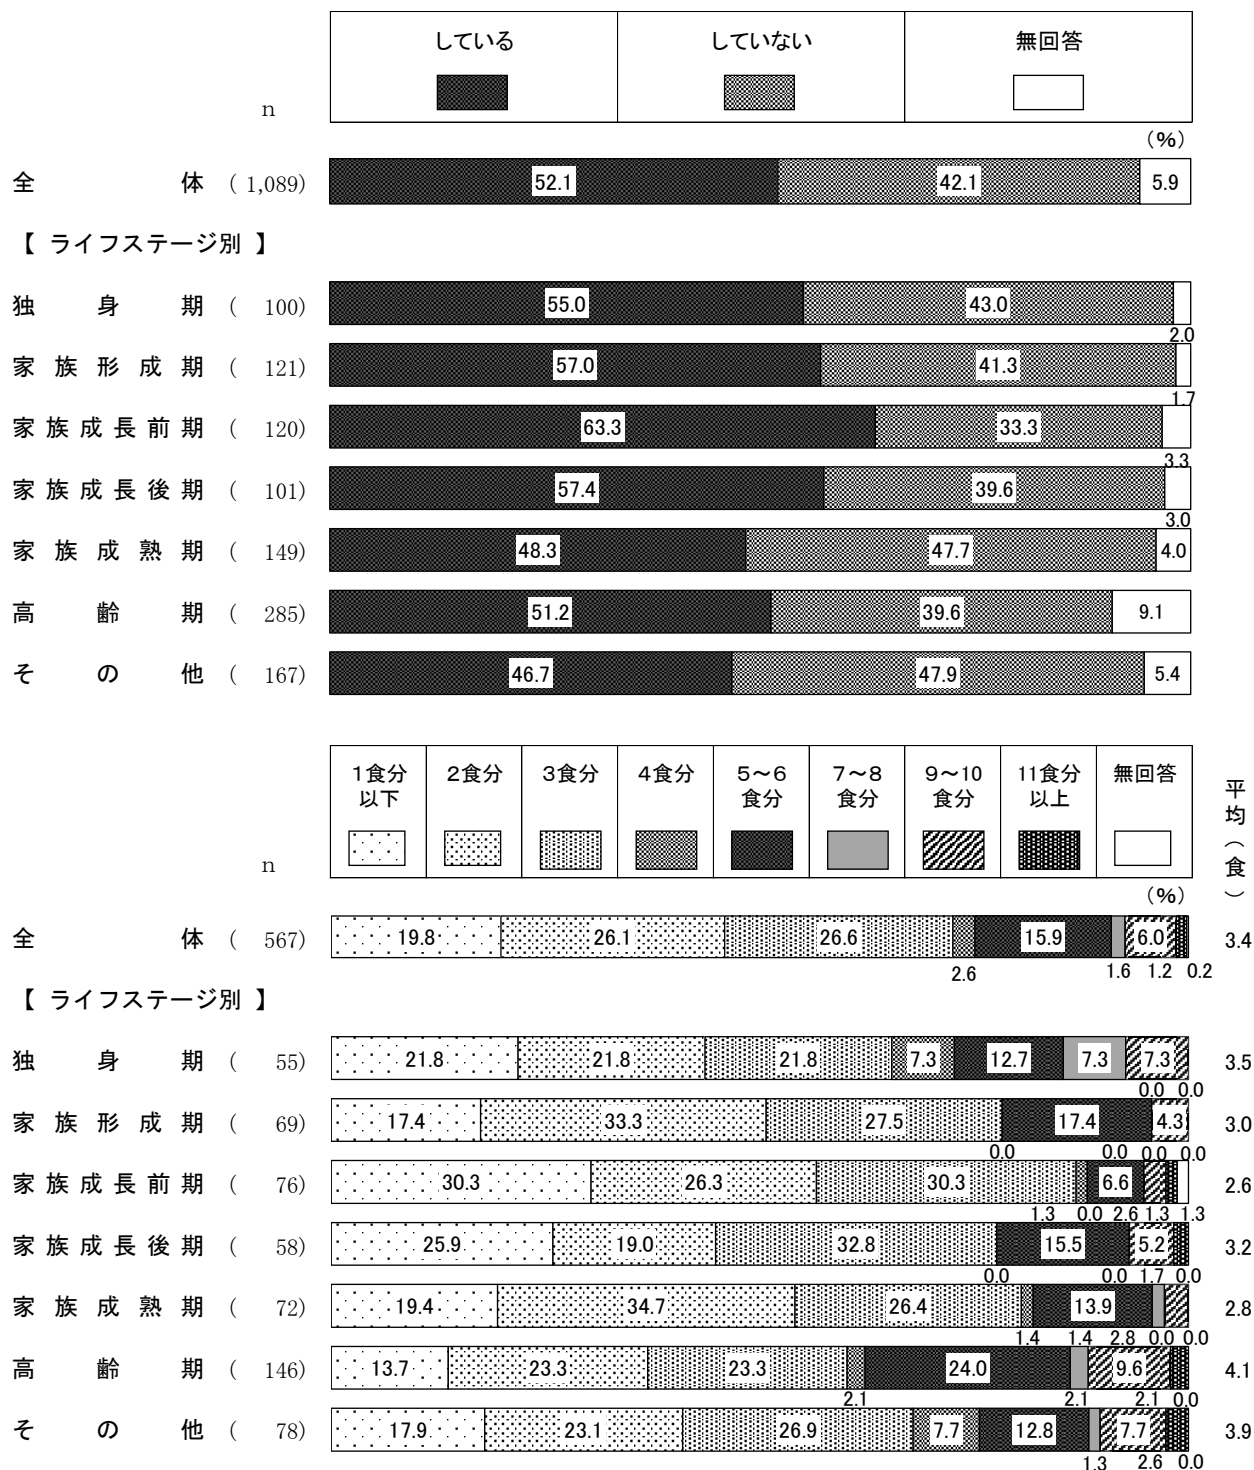 している していない 無回答
n
(%)
全体 ( 1,089) 52.1 42.1 5.9
【 ライフステージ別 】
独身期 ( 100) 55.0 43.0
2.0
家族形成期 ( 121) 57.0 41.3
1.7
家族成長前期 ( 120) 63.3 33.3
3.3
家族成長後期 ( 101) 57.4 39.6
3.0
家族成熟期 ( 149) 48.3 47.7 4.0
高齢期 ( 285) 51.2 39.6 9.1
その他 ( 167) 46.7 47.9 5.4
1食分以下 2食分 3食分 4食分 5~6食分 7~8食分 9~10食分 11食分以上 無回答 平均(食)
n
(%)
全体 ( 567) 19.8 26.1 26.6 15.9 6.0 3.4
2.6 1.6 1.2 0.2
【 ライフステージ別 】
独身期 ( 55) 21.8 21.8 21.8 7.3 12.7 7.3 7.3 3.5
0.0 0.0
家族形成期 ( 69) 17.4 33.3 27.5 17.4 4.3 3.0
0.0 0.0 0.0 0.0
家族成長前期 ( 76) 30.3 26.3 30.3 6.6 2.6
1.3 0.0 2.6 1.3 1.3
家族成長後期 ( 58) 25.9 19.0 32.8 15.5 5.2 3.2
0.0 0.0 1.7 0.0
家族成熟期 ( 72) 19.4 34.7 26.4 13.9 2.8
1.4 1.4 2.8 0.0 0.0
高齢期 ( 146) 13.7 23.3 23.3 24.0 9.6 4.1
2.1 2.1 2.1 0.0
その他 ( 78) 17.9 23.1 26.9 7.7 12.8 7.7 3.9
1.3 2.6 0.0